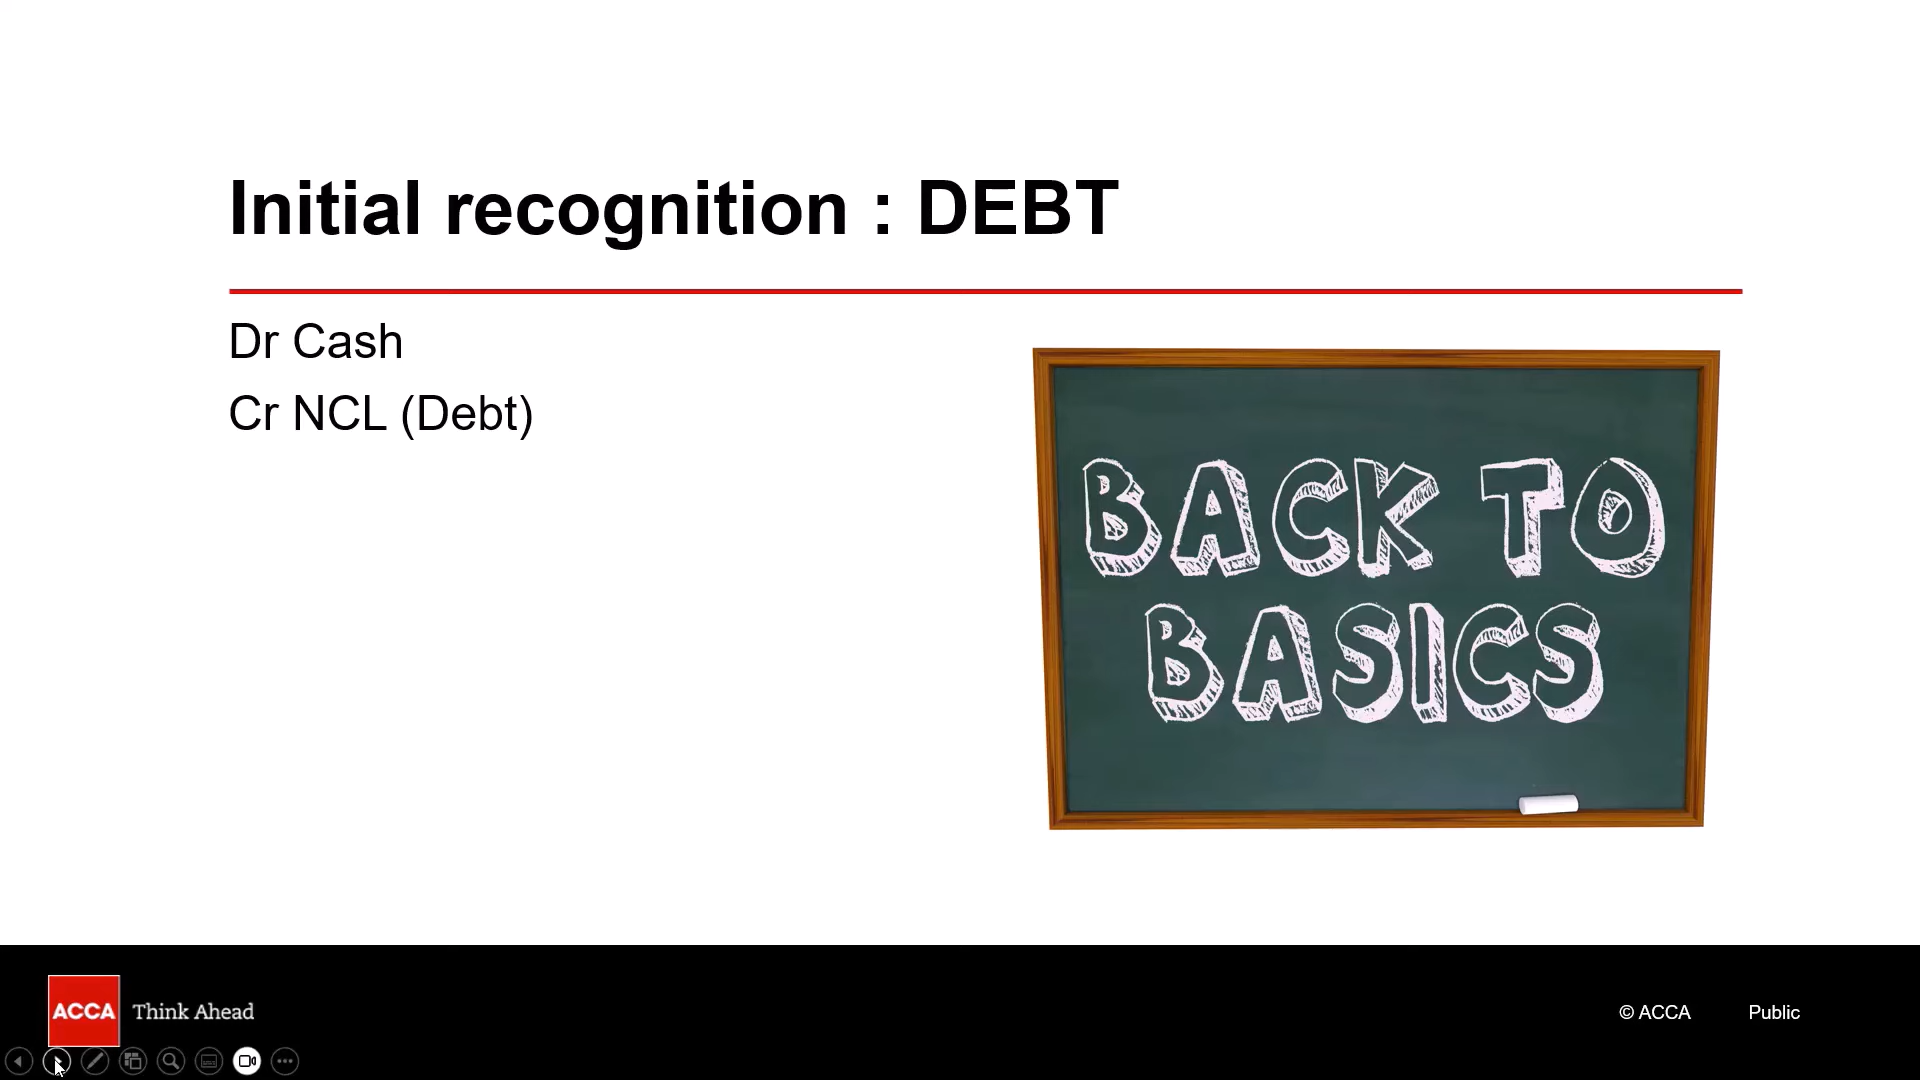 Initial recognition : DEBT
Dr Cash
Cr NCL (Debt)
BACK TO
BASICS
ACCA Think Ahead
© ACCA Public